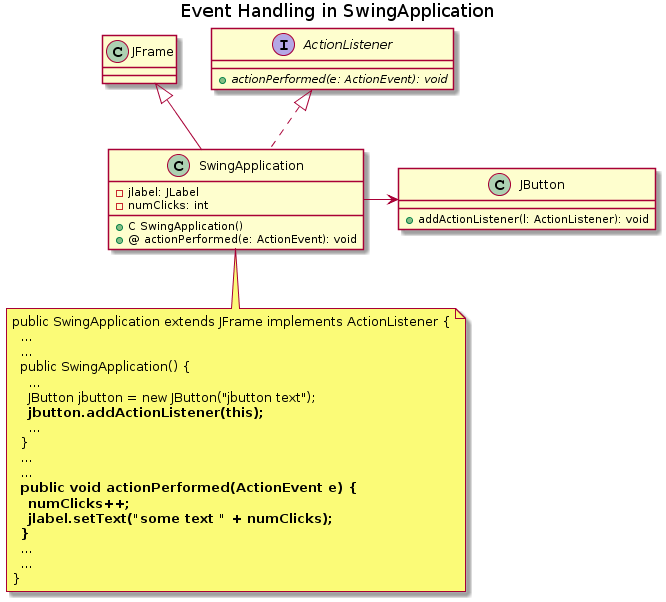 Event Handling in SwingApplication
C JFrame
I ActionListener
actionPerformed(e: ActionEvent): void
C SwingApplication
jlabel: JLabel
numClicks: int
C SwingApplication()
@ actionPerformed(e: ActionEvent): void
C JButton
addActionListener(l: ActionListener): void
public SwingApplication extends JFrame implements ActionListener {
...
...
public SwingApplication() {
...
JButton jbutton = new JButton("jbutton text");
jbutton.addActionListener(this);
...
}
...
...
public void actionPerformed(ActionEvent e) {
numClicks++;
jlabel.setText("some text " + numClicks);
}
...
...
}